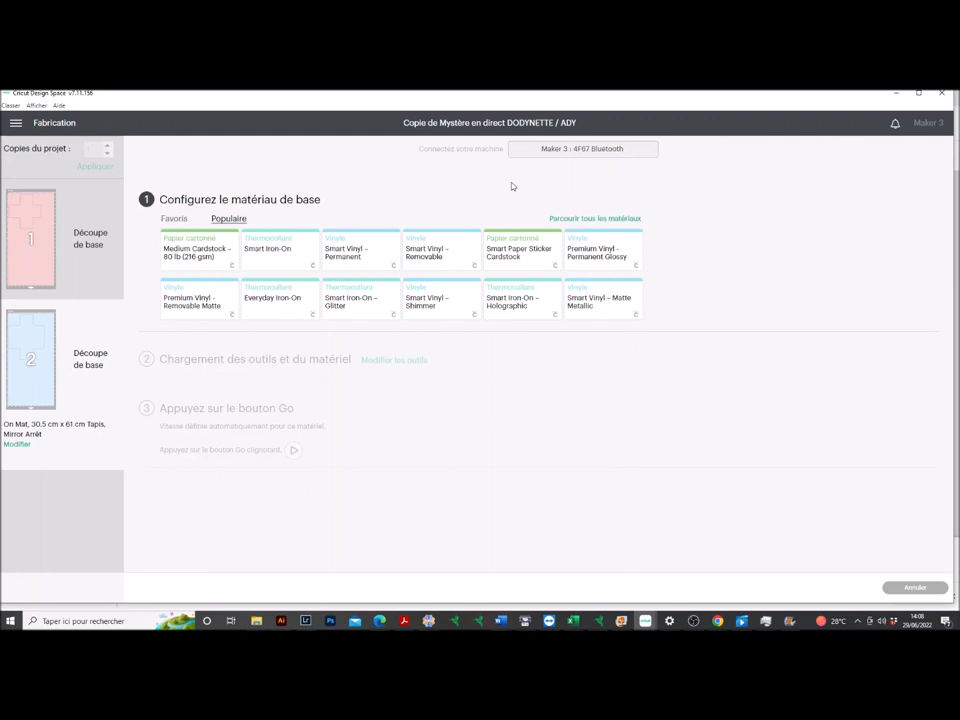 Cricut Design Space v7.11.156
Classer Afficher Aide
Fabrication
Copie de Mystère en direct DODYNETTE / ADY
Maker 3
Copies du projet :
Appliquer
1
Découpe
de base
2
Découpe
de base
On Mat, 30.5 cm x 61 cm Tapis,
Mirror Arrêt
Modifier
Connectez votre machine
Maker 3 : 4F67 Bluetooth
1 Configurez le matériau de base
Favoris Populaire Parcourir tous les matériaux
Papier cartonné
Medium Cardstock –
80 lb (216 gsm)
Thermocollant
Smart Iron-On
Vinyle
Smart Vinyl –
Permanent
Vinyle
Smart Vinyl –
Removable
Papier cartonné
Smart Paper Sticker
Cardstock
Vinyle
Premium Vinyl -
Permanent Glossy
Vinyle
Premium Vinyl -
Removable Matte
Thermocollant
Everyday Iron-On
Thermocollant
Smart Iron-On –
Glitter
Vinyle
Smart Vinyl –
Shimmer
Thermocollant
Smart Iron-On –
Holographic
Vinyle
Smart Vinyl – Matte
Metallic
2 Chargement des outils et du matériel Modifier les outils
3 Appuyez sur le bouton Go
Vitesse définie automatiquement pour ce matériel.
Appuyez sur le bouton Go clignotant.
Annuler
Taper ici pour rechercher
28°C
14:08
29/06/2022